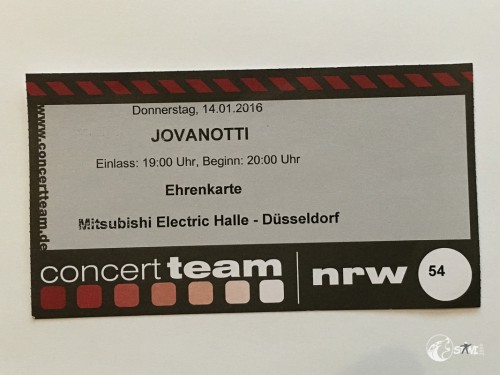 Donnerstag, 14.01.2016
JOVANOTTI
Einlass: 19:00 Uhr, Beginn: 20:00 Uhr
Ehrenkarte
Mitsubishi Electric Halle - Düsseldorf
www.concertteam.de
concert team nrw 54